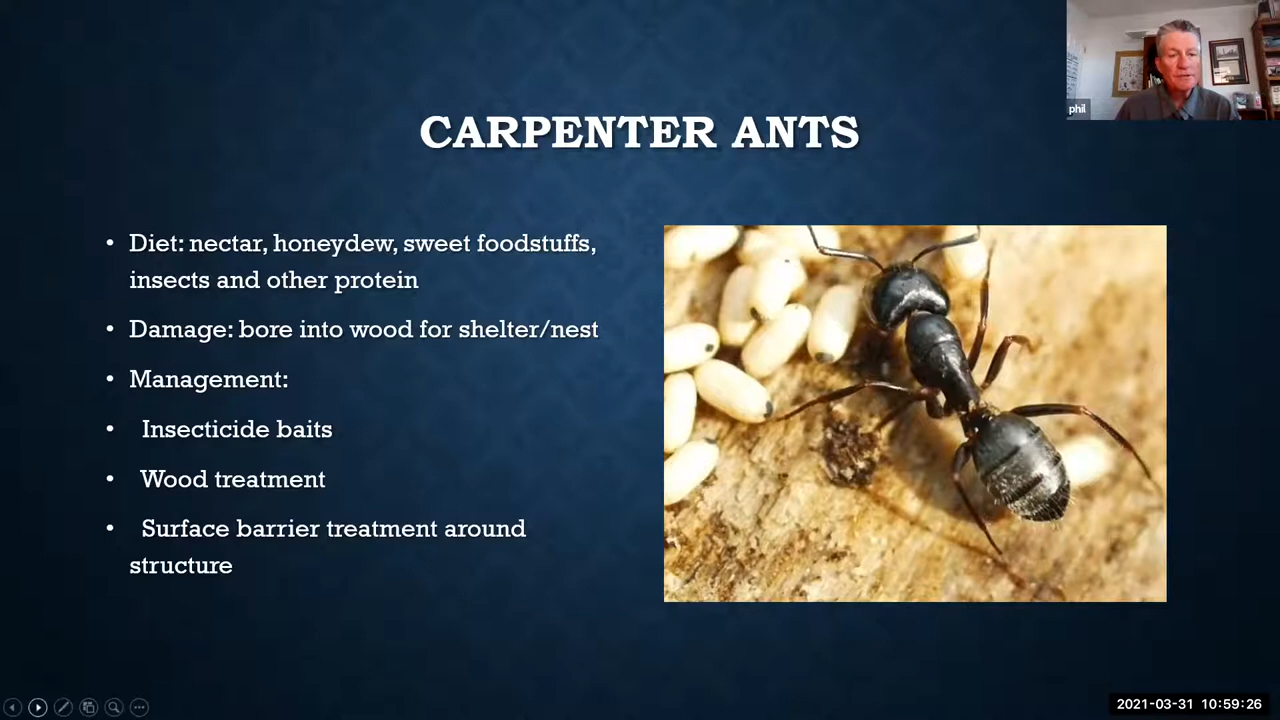 phil
CARPENTER ANTS
• Diet: nectar, honeydew, sweet foodstuffs,
insects and other protein
• Damage: bore into wood for shelter/nest
• Management:
• Insecticide baits
• Wood treatment
• Surface barrier treatment around
structure
2021-03-31 10:59:26